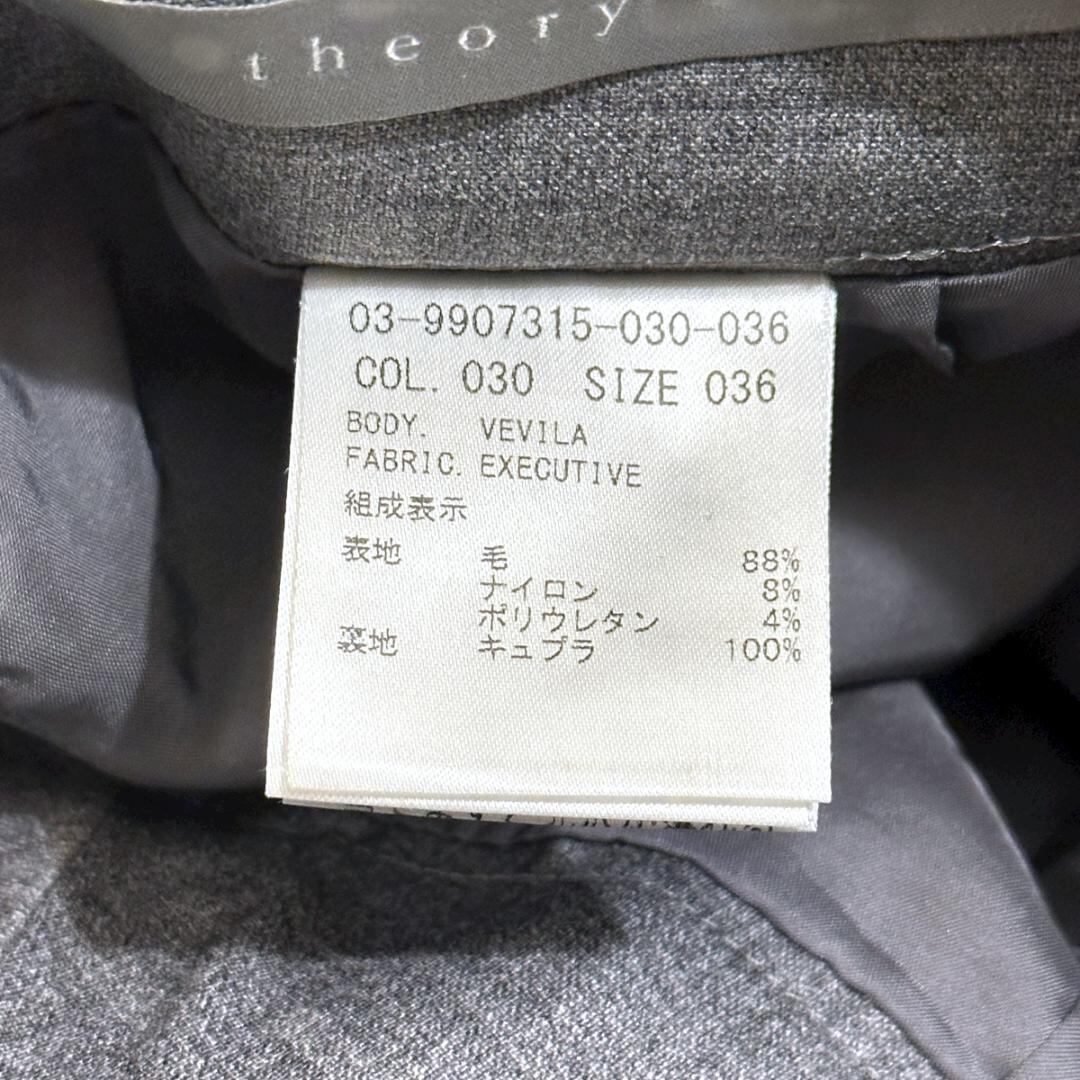 theory
03-9907315-030-036
COL. 030 SIZE 036
BODY. VEVILA
FABRIC. EXECUTIVE
組成表示
表地 毛 88%
ナイロン 8%
ポリウレタン 4%
裏地 キュプラ 100%